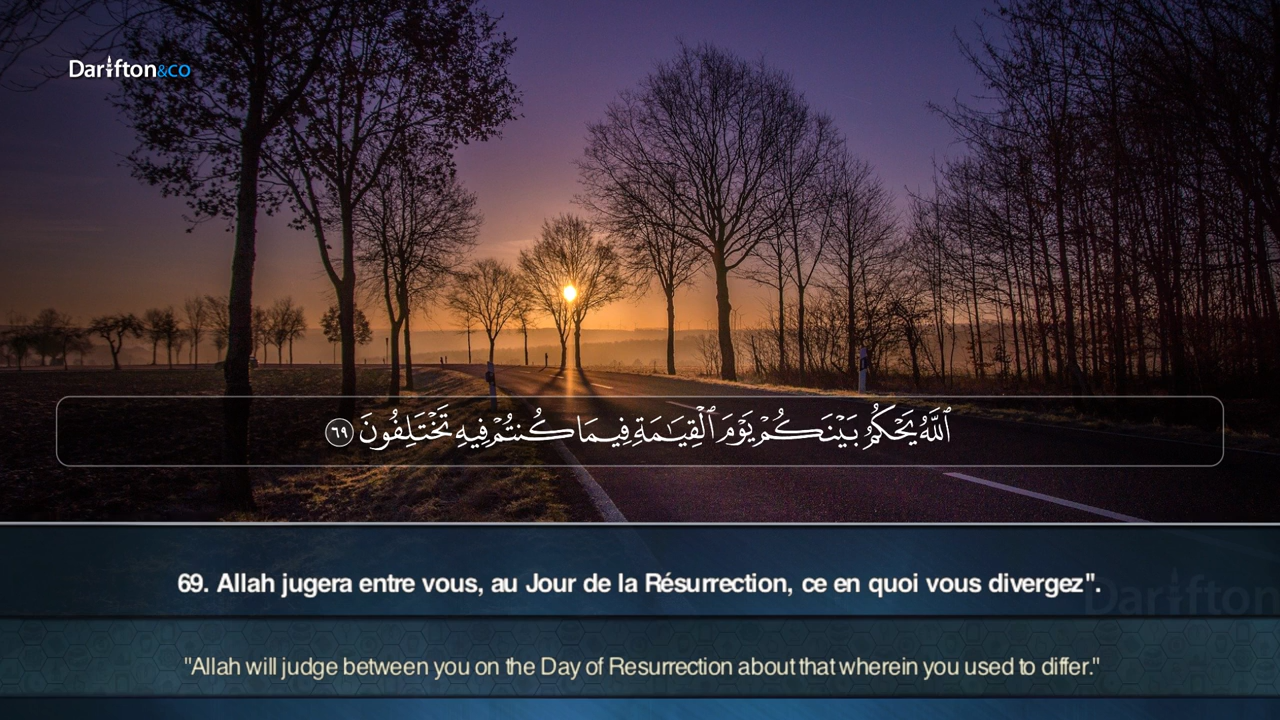 Darifton&co
ٱللَّهُ يَحۡكُمُ بَيۡنَكُمۡ يَوۡمَ ٱلۡقِيَٰمَةِ فِيمَا كُنتُمۡ فِيهِ تَخۡتَلِفُونَ ٦٩
69. Allah jugera entre vous, au Jour de la Résurrection, ce en quoi vous divergez".
Darifton
"Allah will judge between you on the Day of Resurrection about that wherein you used to differ."